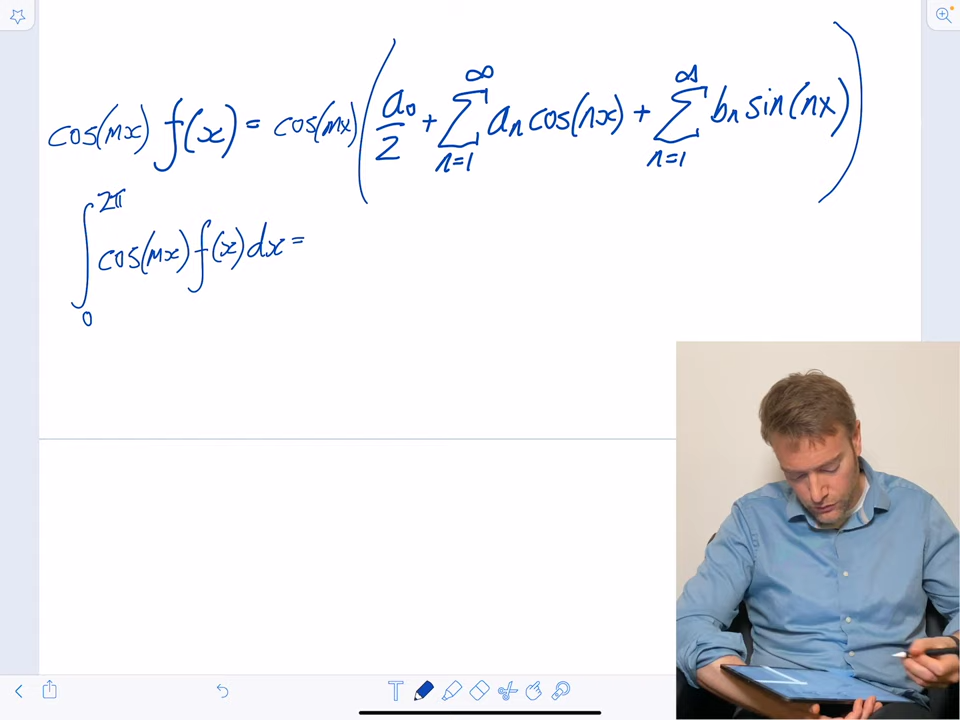 cos(mx) f(x) = cos(mx) ( a₀/2 + ∑_{n=1}^{∞} aₙ cos(nx) + ∑_{n=1}^{∞} bₙ sin(nx) )
∫_{0}^{2π} cos(mx) f(x) dx =
T